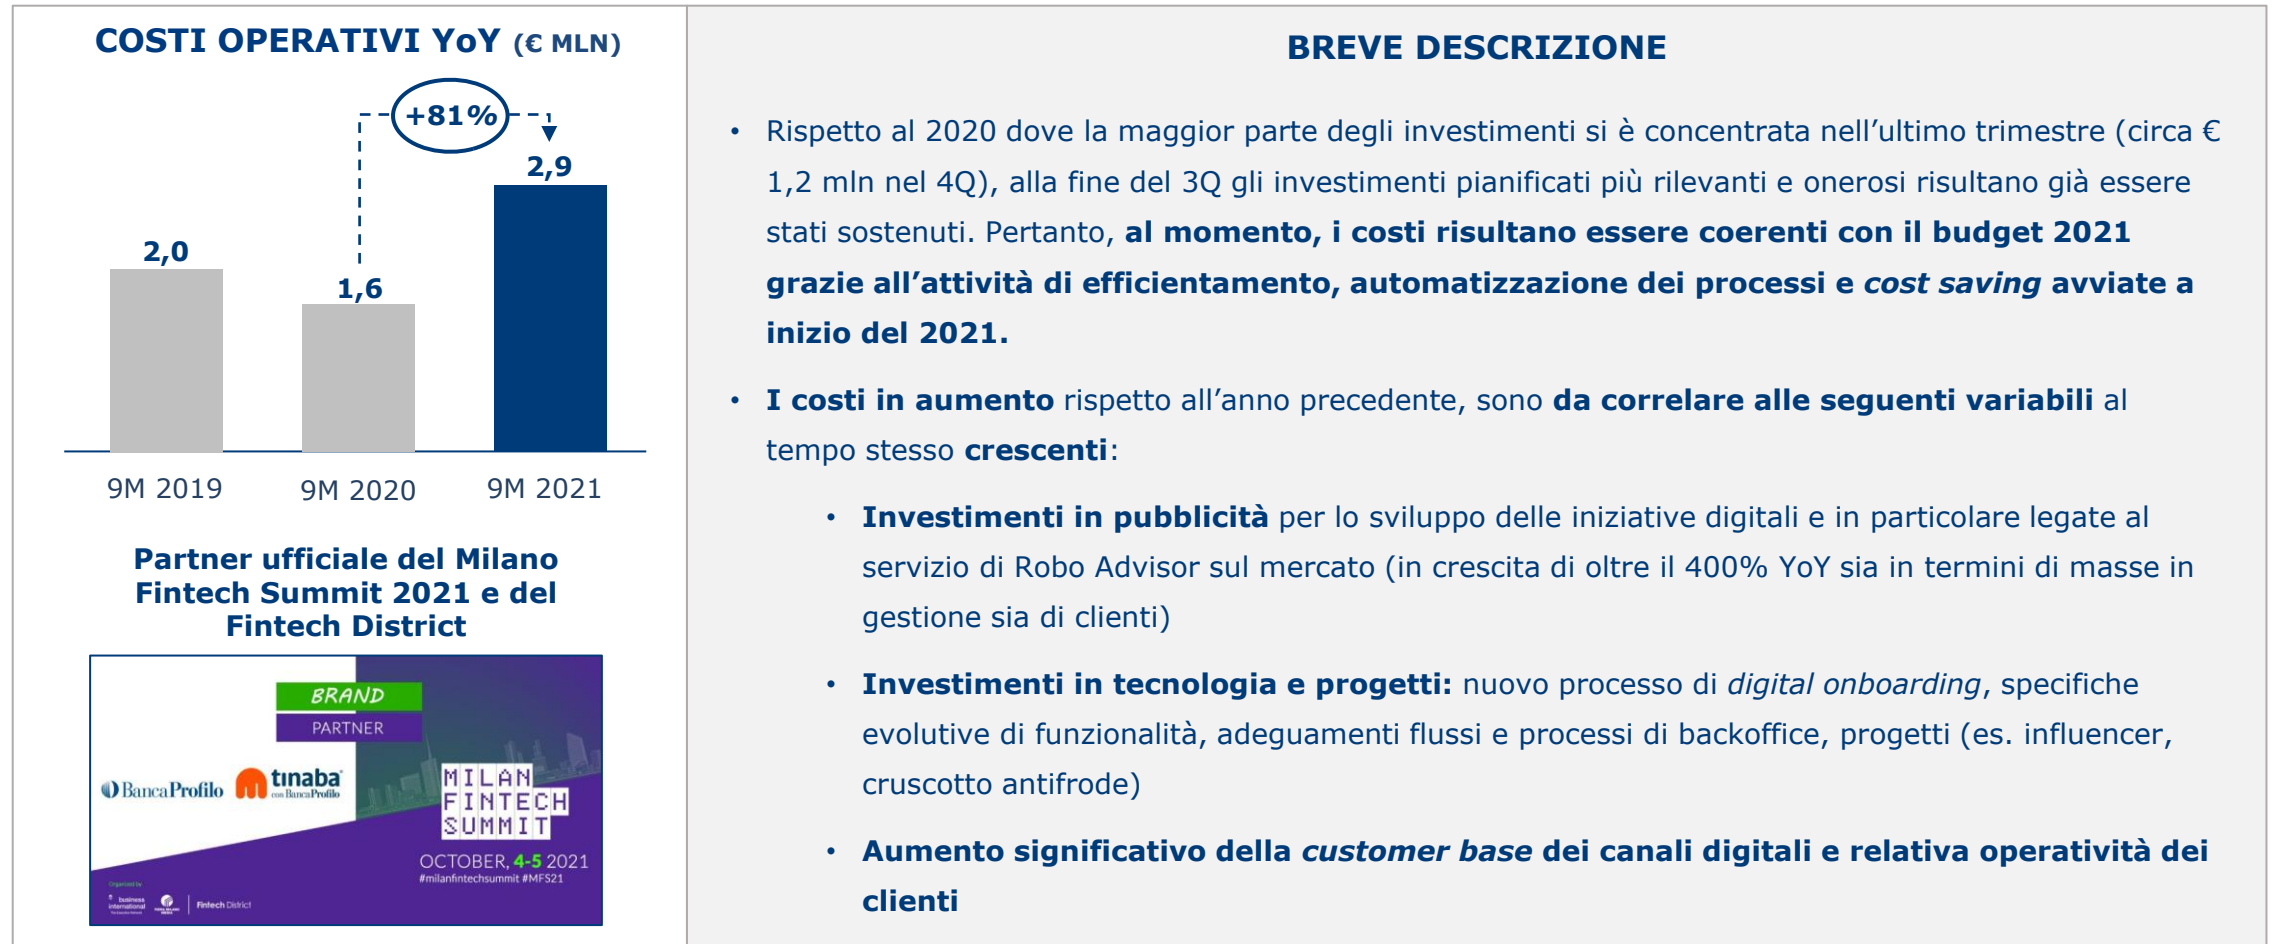 COSTI OPERATIVI YoY (€ MLN)
+81%
2,9
2,0
1,6
9M 2019
9M 2020
9M 2021
Partner ufficiale del Milano
Fintech Summit 2021 e del
Fintech District
BRAND
PARTNER
BancaProfilo
tinaba
con BancaProfilo
MILAN
FINTECH
SUMMIT
OCTOBER, 4-5 2021
#milanfintechsummit #MFS21
Organized by
business
international
Fintech District
BREVE DESCRIZIONE
• Rispetto al 2020 dove la maggior parte degli investimenti si è concentrata nell’ultimo trimestre (circa €
1,2 mln nel 4Q), alla fine del 3Q gli investimenti pianificati più rilevanti e onerosi risultano già essere
stati sostenuti. Pertanto, al momento, i costi risultano essere coerenti con il budget 2021
grazie all’attività di efficientamento, automatizzazione dei processi e cost saving avviate a
inizio del 2021.
• I costi in aumento rispetto all’anno precedente, sono da correlare alle seguenti variabili al
tempo stesso crescenti:
• Investimenti in pubblicità per lo sviluppo delle iniziative digitali e in particolare legate al
servizio di Robo Advisor sul mercato (in crescita di oltre il 400% YoY sia in termini di masse in
gestione sia di clienti)
• Investimenti in tecnologia e progetti: nuovo processo di digital onboarding, specifiche
evolutive di funzionalità, adeguamenti flussi e processi di backoffice, progetti (es. influencer,
cruscotto antifrode)
• Aumento significativo della customer base dei canali digitali e relativa operatività dei
clienti